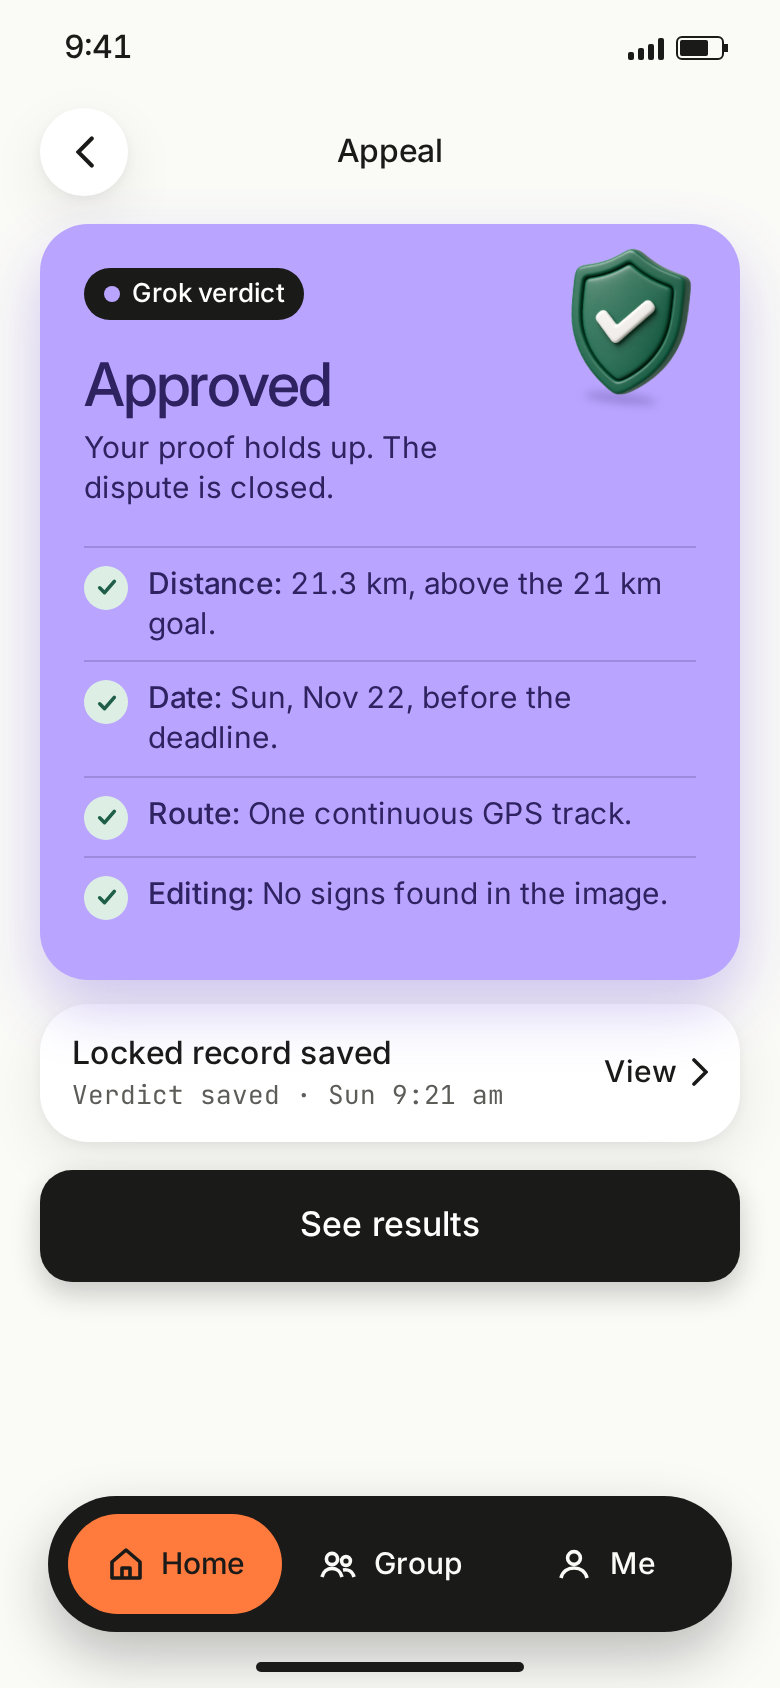 9:41
Appeal
Grok verdict
Approved
Your proof holds up. The
dispute is closed.
Distance: 21.3 km, above the 21 km
goal.
Date: Sun, Nov 22, before the
deadline.
Route: One continuous GPS track.
Editing: No signs found in the image.
Locked record saved
Verdict saved · Sun 9:21 am
View
See results
Home
Group
Me